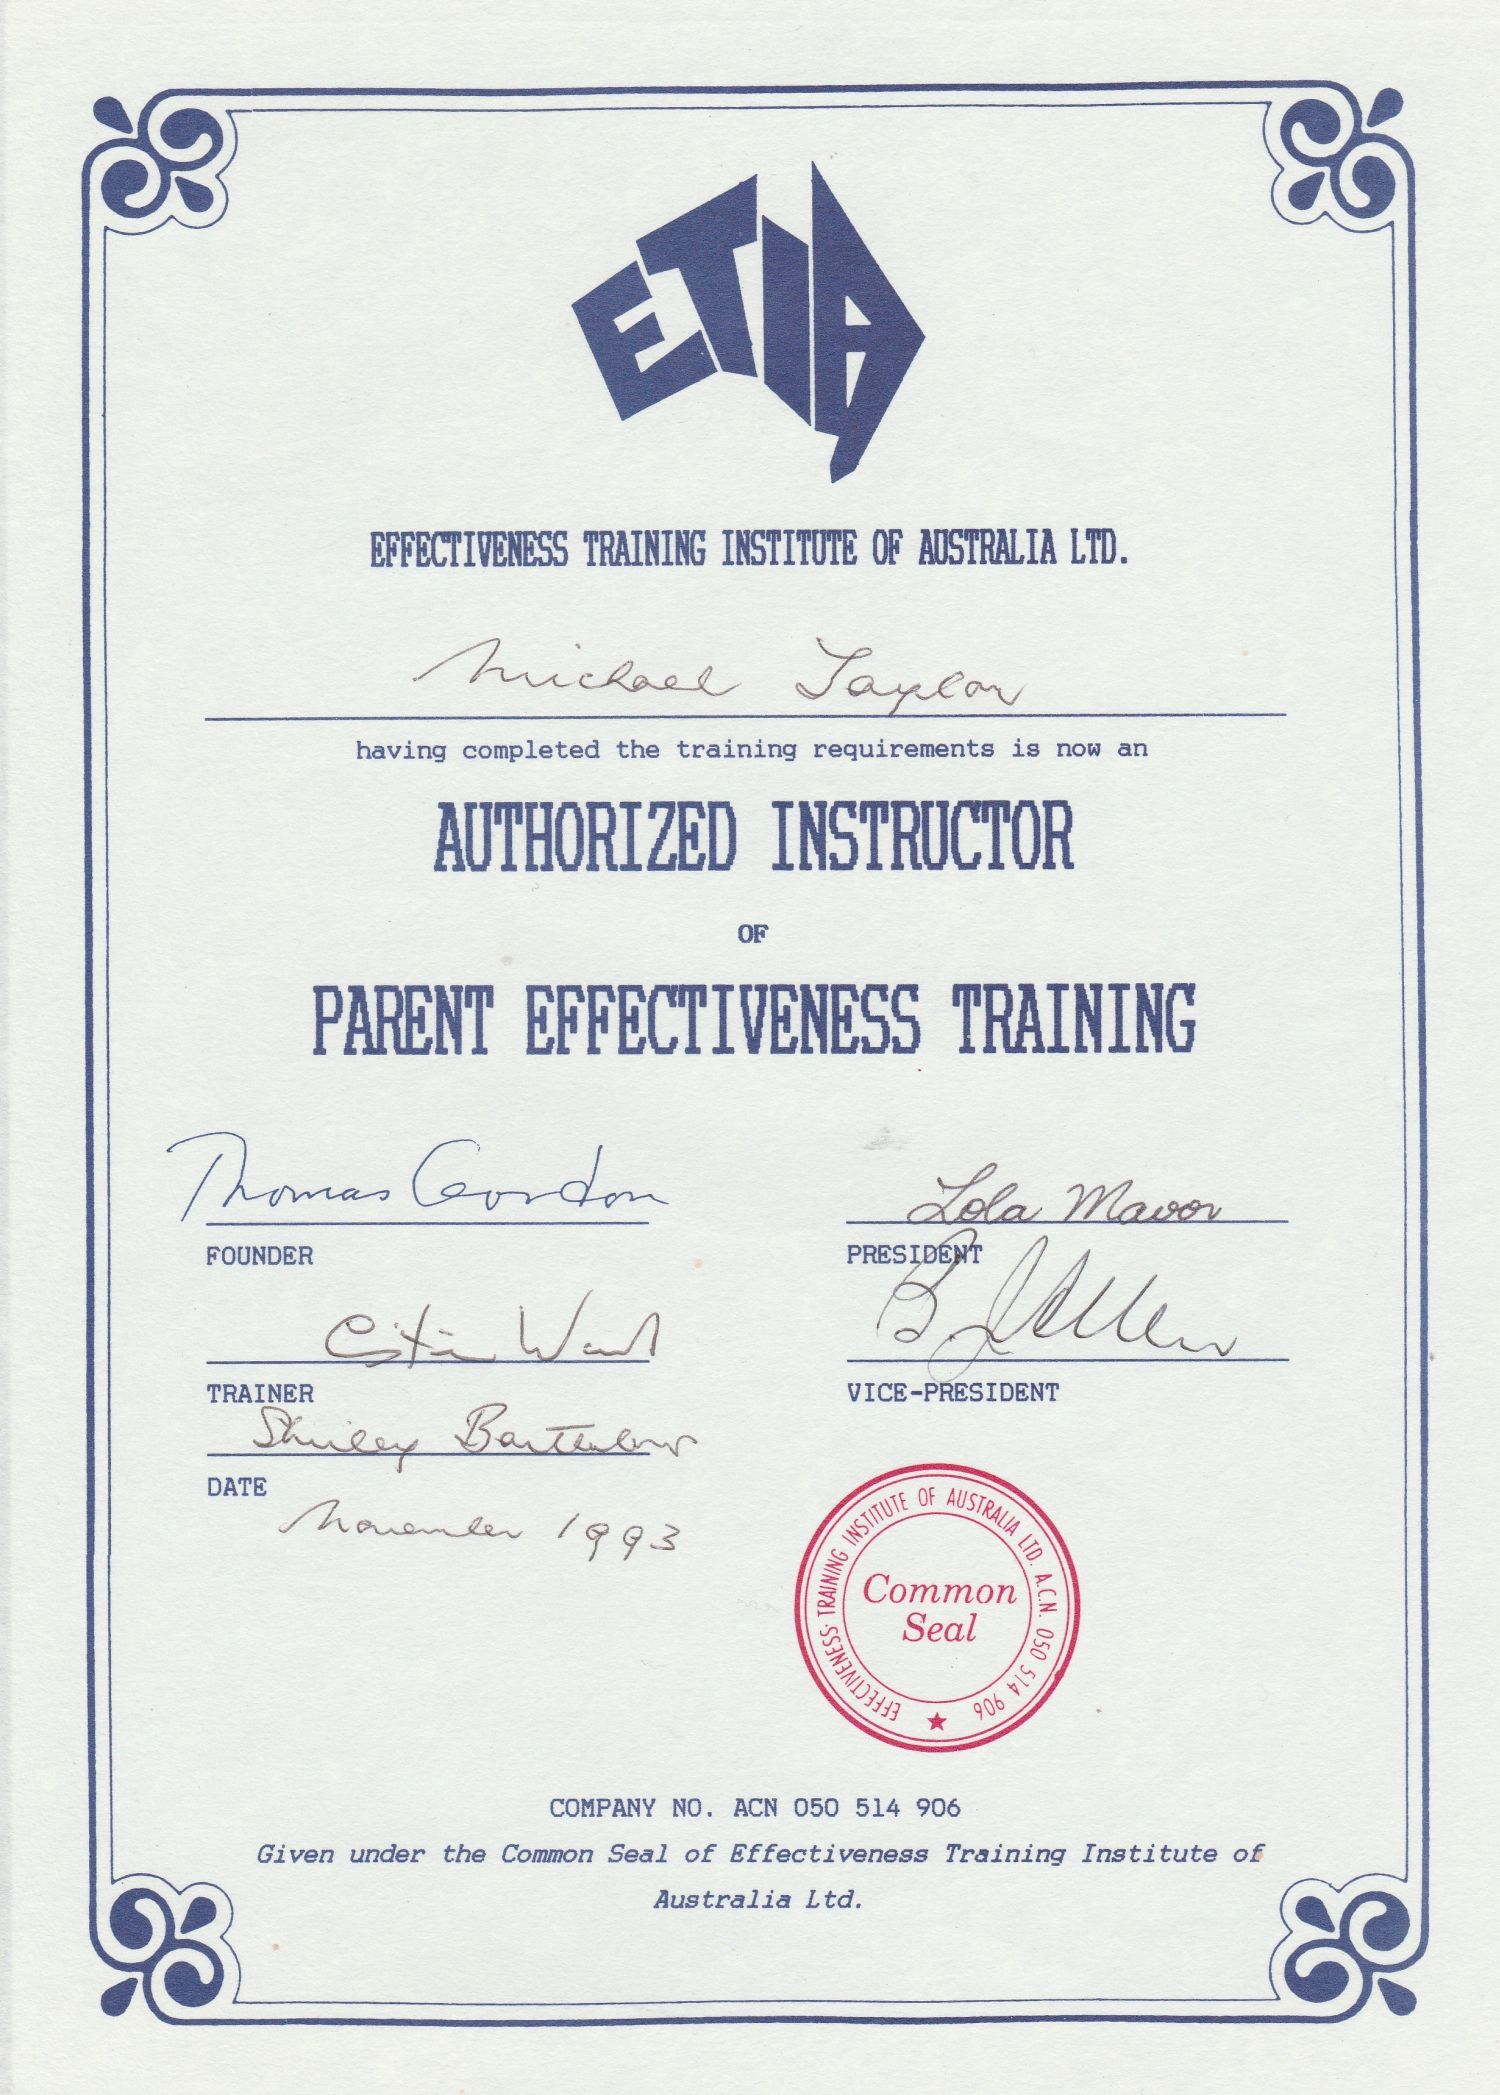 ETIA
EFFECTIVENESS TRAINING INSTITUTE OF AUSTRALIA LTD.
Michael Taylor
having completed the training requirements is now an
AUTHORIZED INSTRUCTOR
OF
PARENT EFFECTIVENESS TRAINING
Thomas Gordon
FOUNDER
Lola Mavor
PRESIDENT
TRAINER
VICE-PRESIDENT
Shirley
DATE
November 1993
EFFECTIVENESS TRAINING INSTITUTE OF AUSTRALIA LTD. A.C.N. 050 514 906
Common
Seal
COMPANY NO. ACN 050 514 906
Given under the Common Seal of Effectiveness Training Institute of
Australia Ltd.